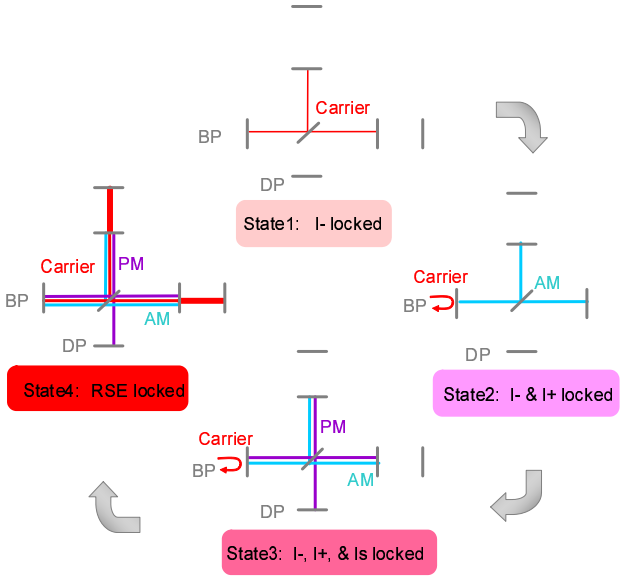 Carrier
BP
DP
State1: I- locked
Carrier
AM
BP
DP
State2: I- & I+ locked
PM
Carrier
BP
AM
DP
State3: I-, I+, & Is locked
Carrier
PM
BP
AM
DP
State4: RSE locked